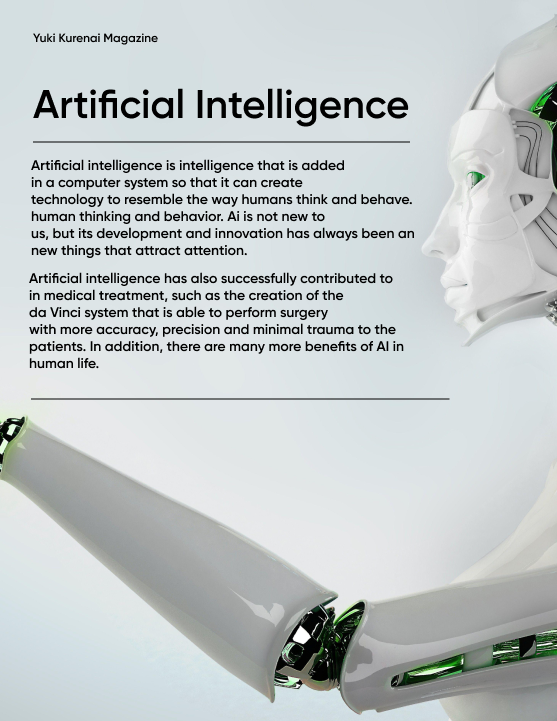 Yuki Kurenai Magazine
Artificial Intelligence
Artificial intelligence is intelligence that is added
in a computer system so that it can create
technology to resemble the way humans think and behave.
human thinking and behavior. Ai is not new to
us, but its development and innovation has always been an
new things that attract attention.
Artificial intelligence has also successfully contributed to
in medical treatment, such as the creation of the
da Vinci system that is able to perform surgery
with more accuracy, precision and minimal trauma to the
patients. In addition, there are many more benefits of AI in
human life.